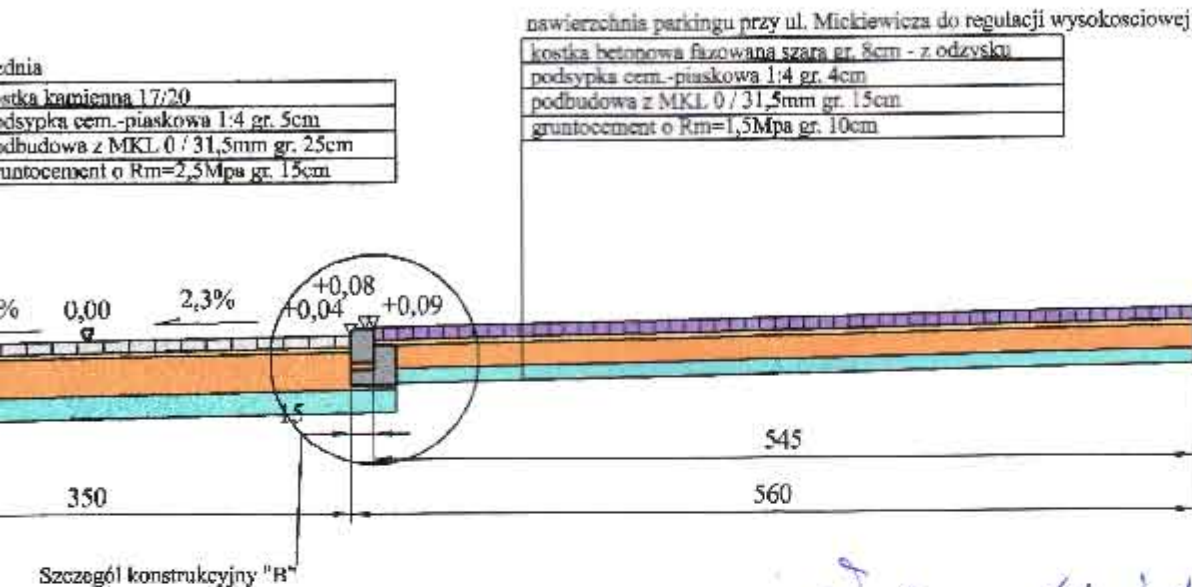 nawierzchnia parkingu przy ul. Mickiewicza do regulacji wysokosciowej
kostka betonowa fazowana szara gr. 8cm - z odzysku
podsypka cem.-piaskowa 1:4 gr. 4cm
podbudowa z MKL 0 / 31,5mm gr. 15cm
gruntocement o Rm=1,5Mpa gr. 10cm
ednia
ostka kamienna 17/20
odsypka cem.-piaskowa 1:4 gr. 5cm
odbudowa z MKL 0 / 31,5mm gr. 25cm
runtocement o Rm=2,5Mpa gr. 15cm
%
0,00
2,3%
+0,04
+0,08
+0,09
15
545
350
560
Szczegół konstrukcyjny "B"